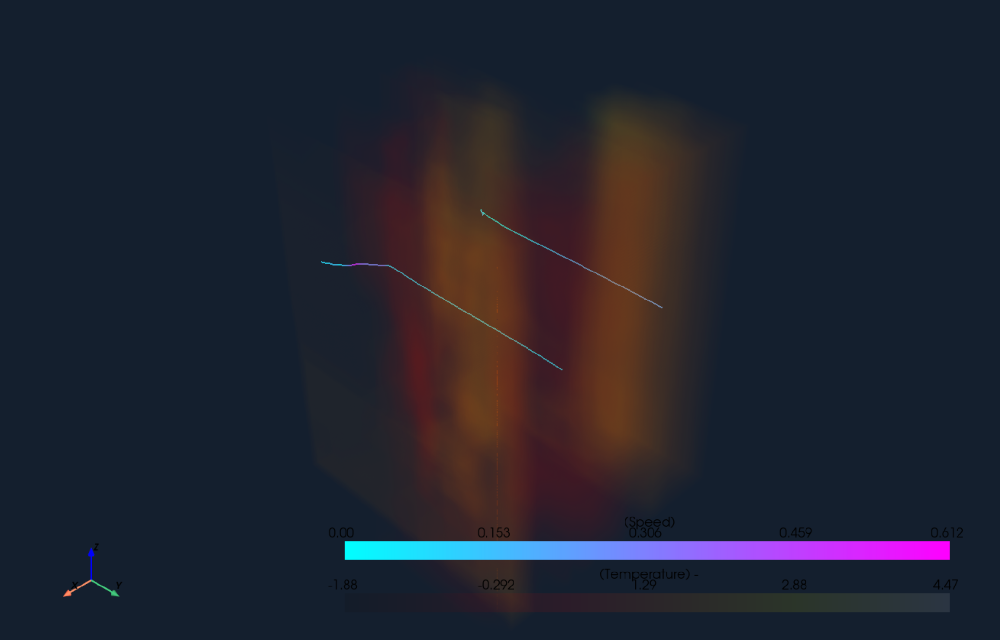 (Speed)
0.00 0.153 0.306 0.459 0.612
(Temperature) -
-1.88 -0.292 1.29 2.88 4.47
Z
X Y